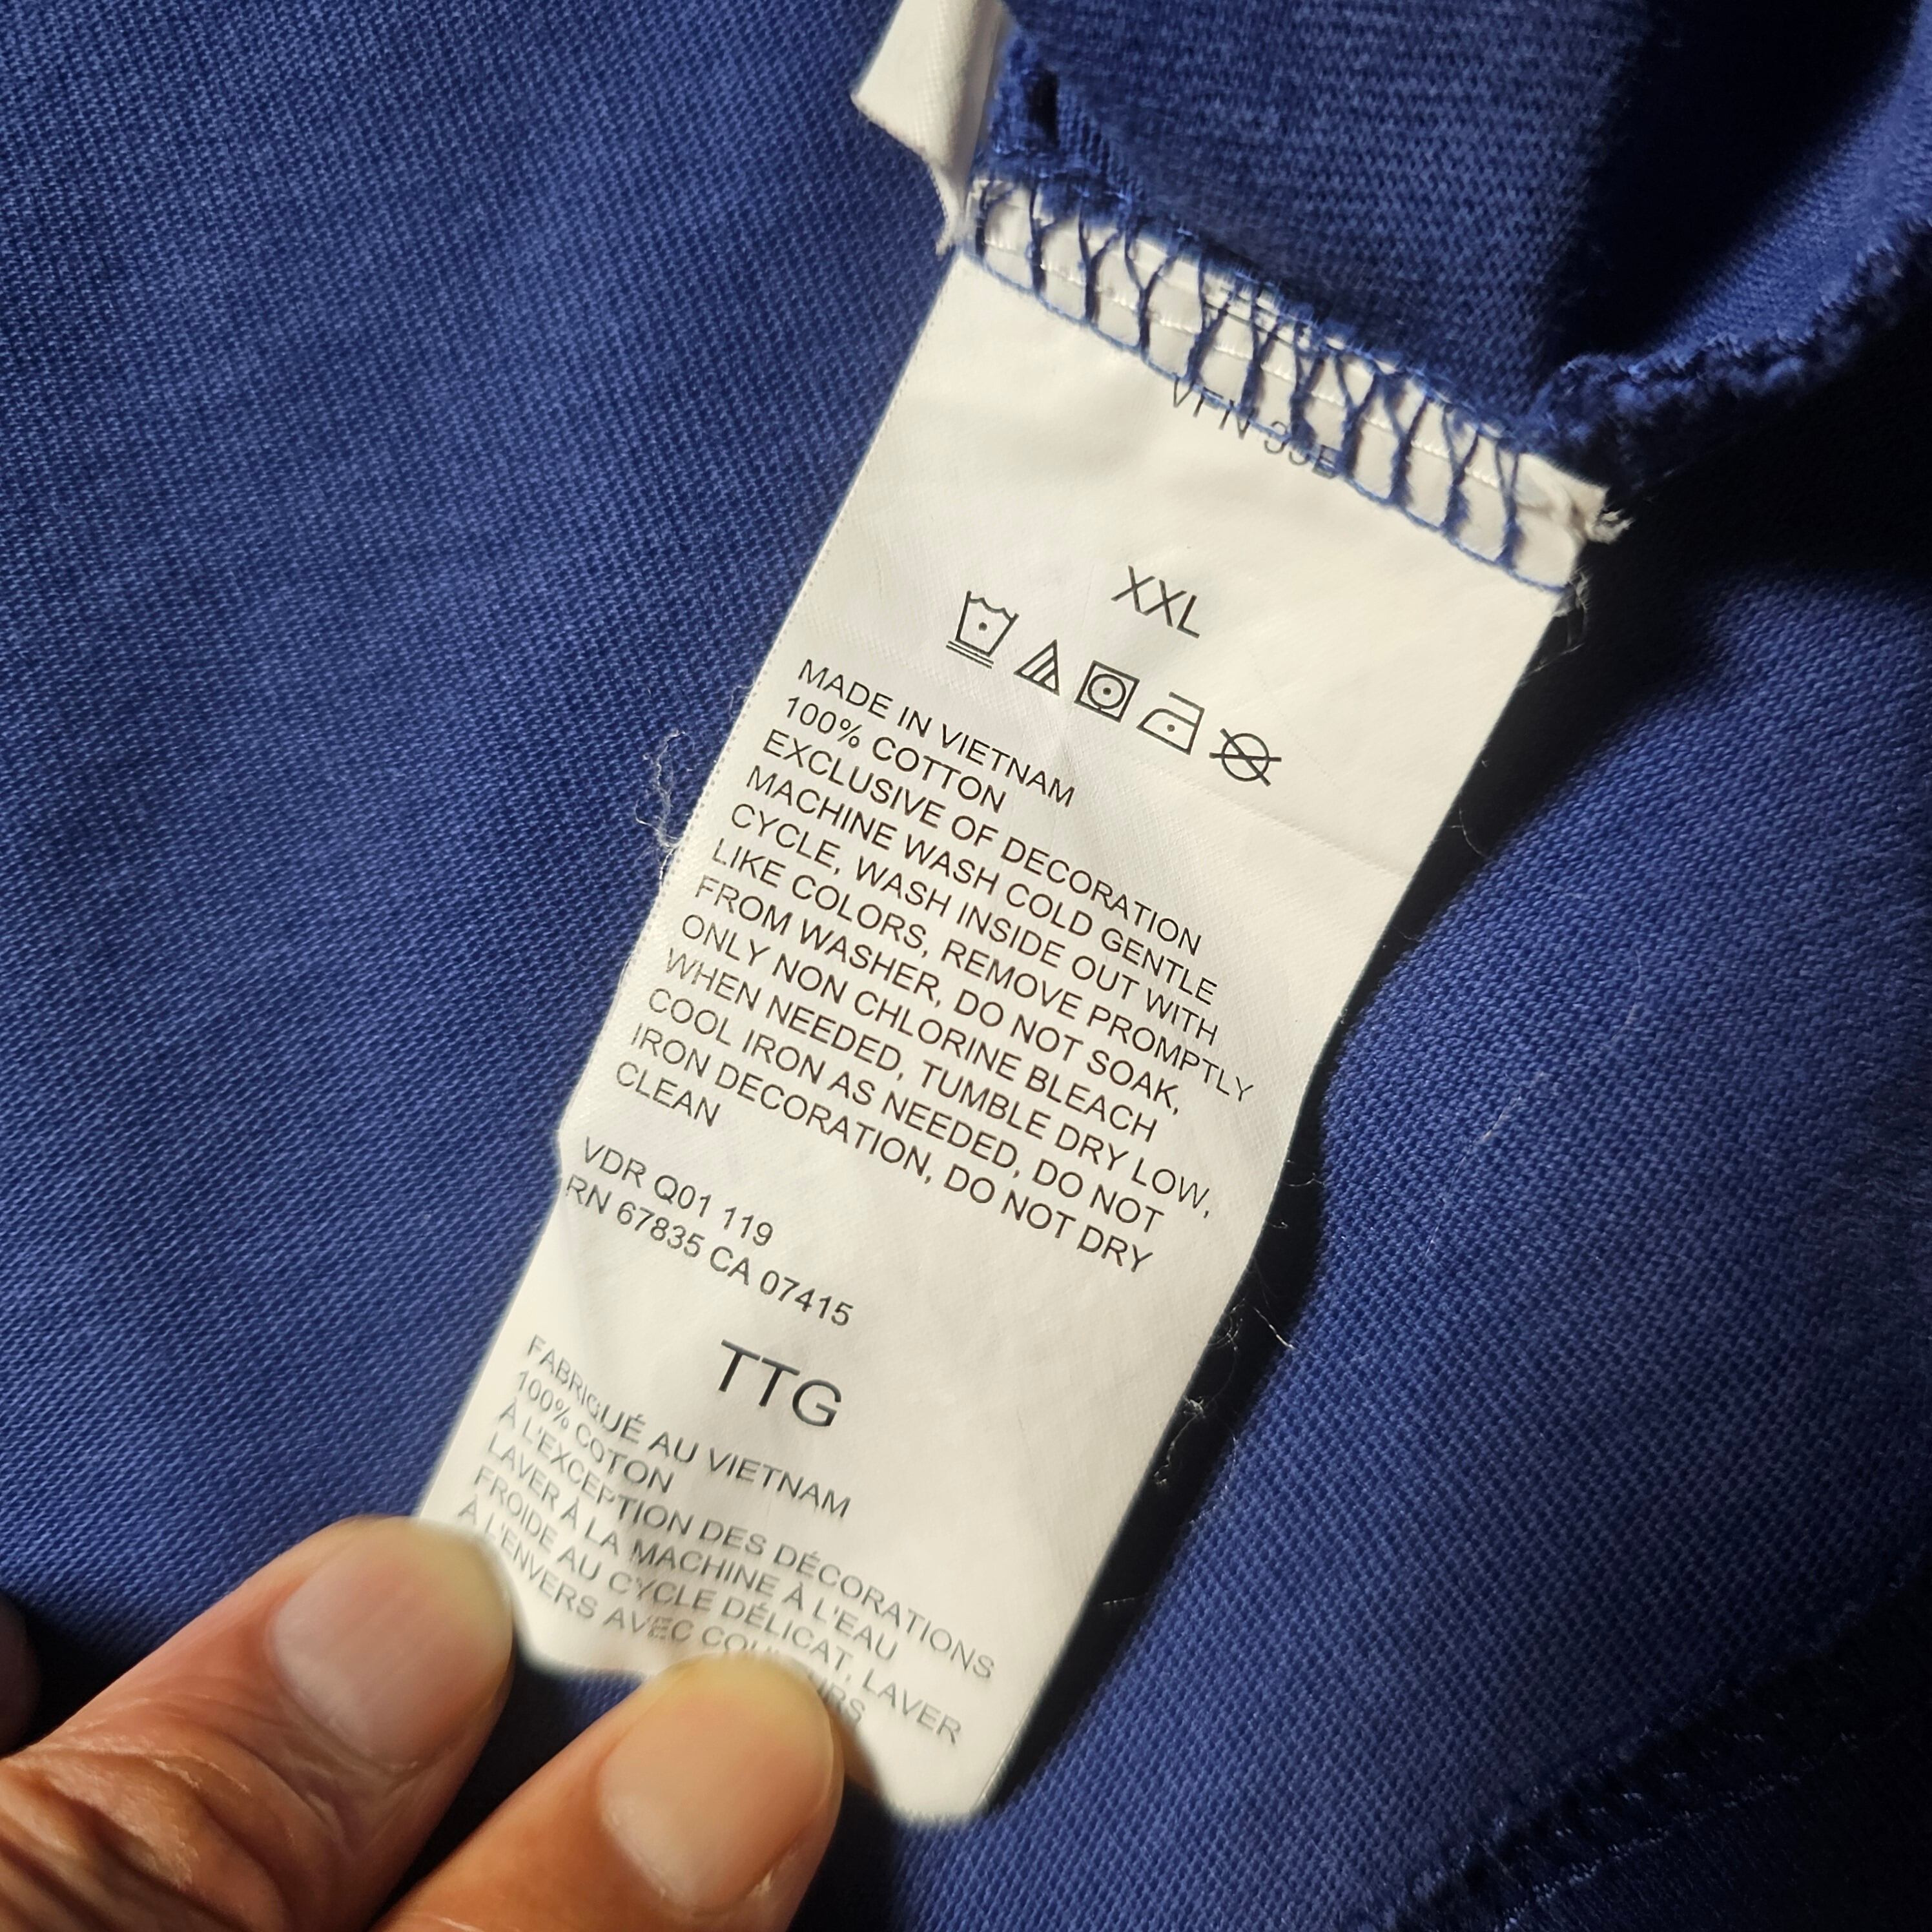 VFN
XXL
MADE IN VIETNAM
100% COTTON
EXCLUSIVE OF DECORATION
MACHINE WASH COLD GENTLE
CYCLE, WASH INSIDE OUT WITH
LIKE COLORS, REMOVE PROMPTLY
FROM WASHER, DO NOT SOAK,
ONLY NON CHLORINE BLEACH
WHEN NEEDED, TUMBLE DRY LOW,
COOL IRON AS NEEDED, DO NOT
IRON DECORATION, DO NOT DRY
CLEAN
VDR Q01 119
RN 67835 CA 07415
TTG
FABRIQUÉ AU VIETNAM
100% COTON
À L'EXCEPTION DES DÉCORATIONS
LAVER À LA MACHINE À L'EAU
FROIDE AU CYCLE DÉLICAT, LAVER
À L'ENVERS AVEC